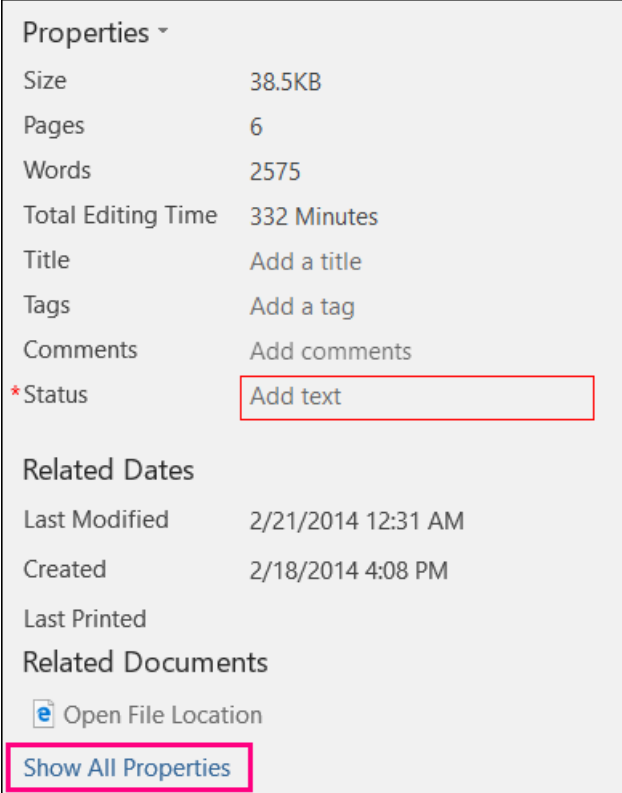 Properties
Size 38.5KB
Pages 6
Words 2575
Total Editing Time 332 Minutes
Title Add a title
Tags Add a tag
Comments Add comments
*Status Add text
Related Dates
Last Modified 2/21/2014 12:31 AM
Created 2/18/2014 4:08 PM
Last Printed
Related Documents
Open File Location
Show All Properties